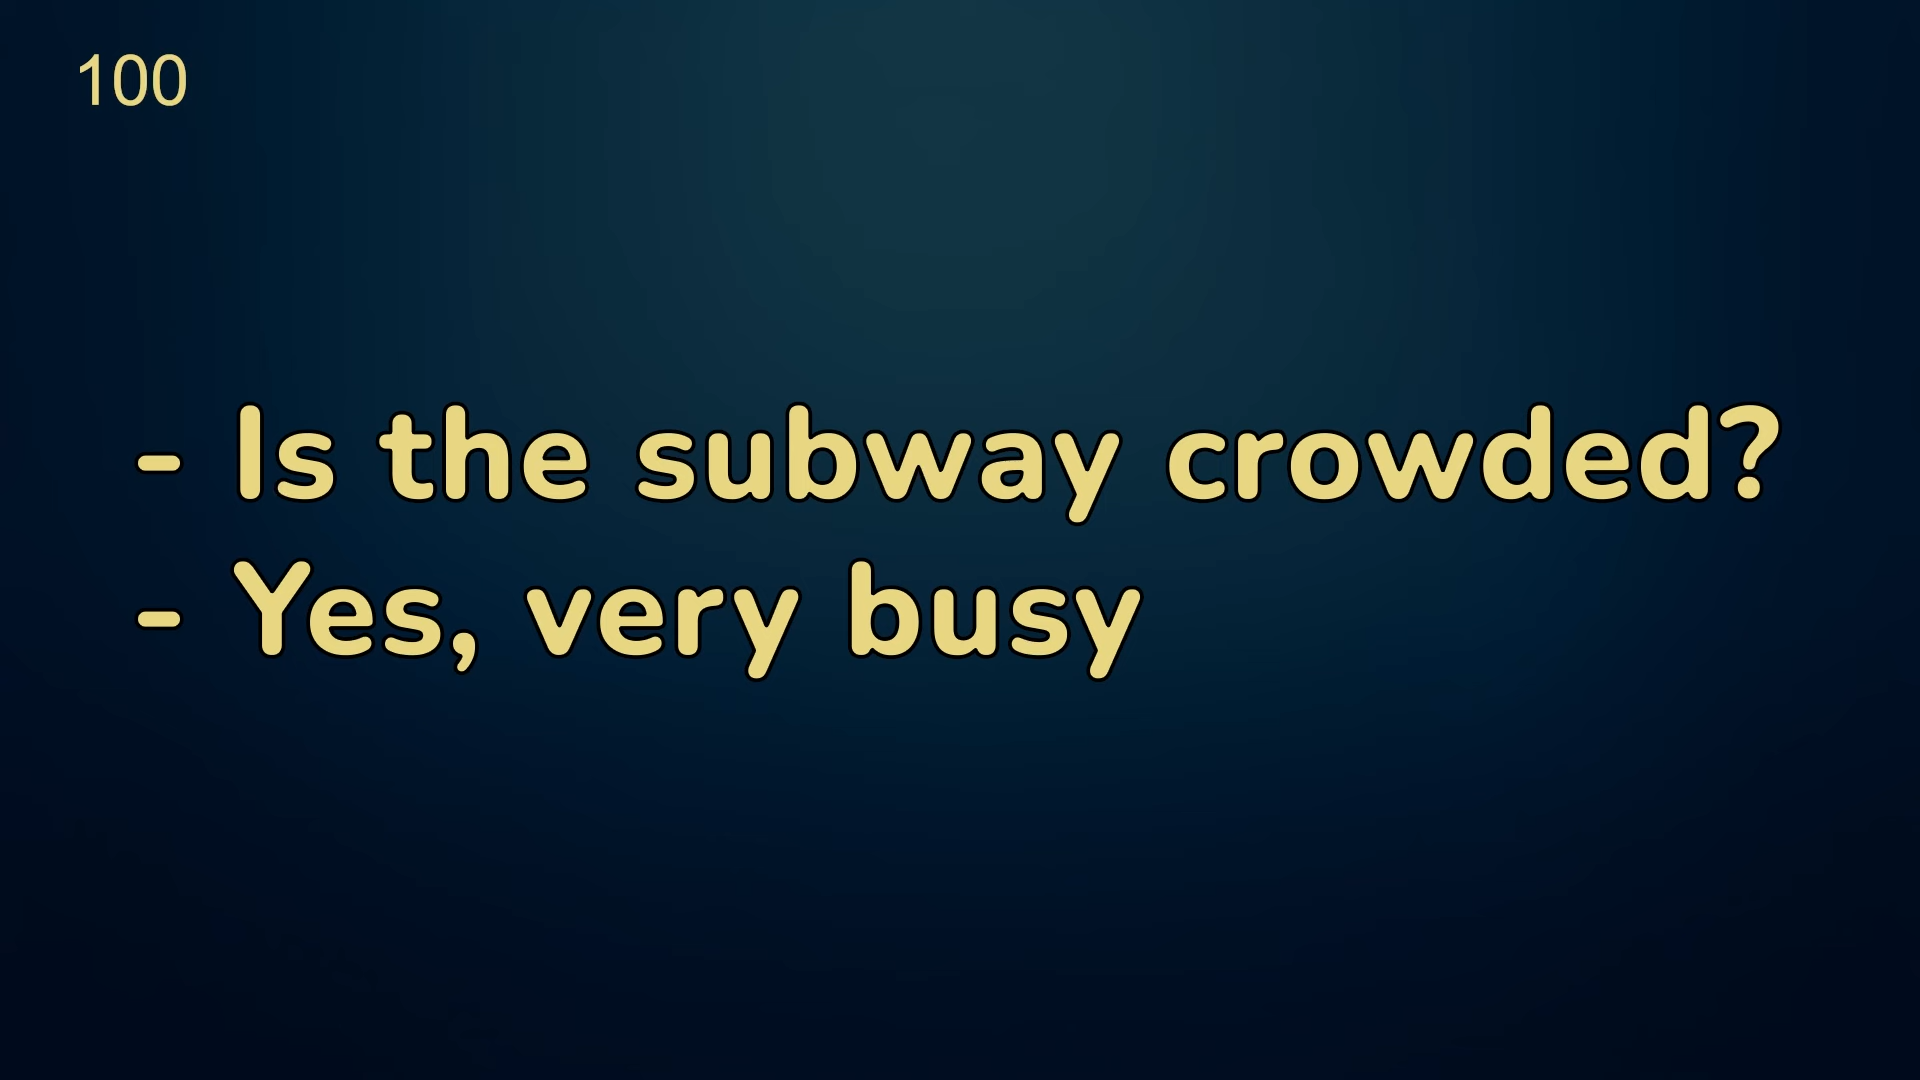 100
- Is the subway crowded?
- Yes, very busy